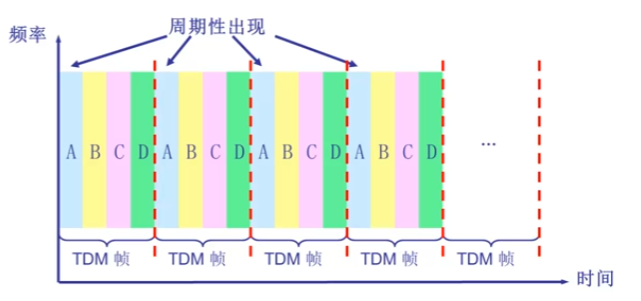 周期性出现
频率
A B C D A B C D A B C D A B C D ...
TDM 帧 TDM 帧 TDM 帧 TDM 帧 TDM 帧
时间